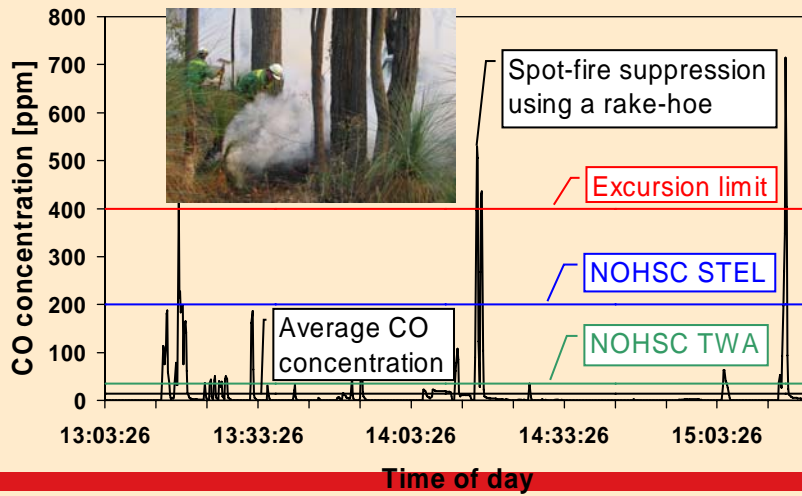 800
700
600
500
400
300
200
100
0
CO concentration [ppm]
Spot-fire suppression
using a rake-hoe
Excursion limit
NOHSC STEL
Average CO
concentration
NOHSC TWA
13:03:26 13:33:26 14:03:26 14:33:26 15:03:26
Time of day